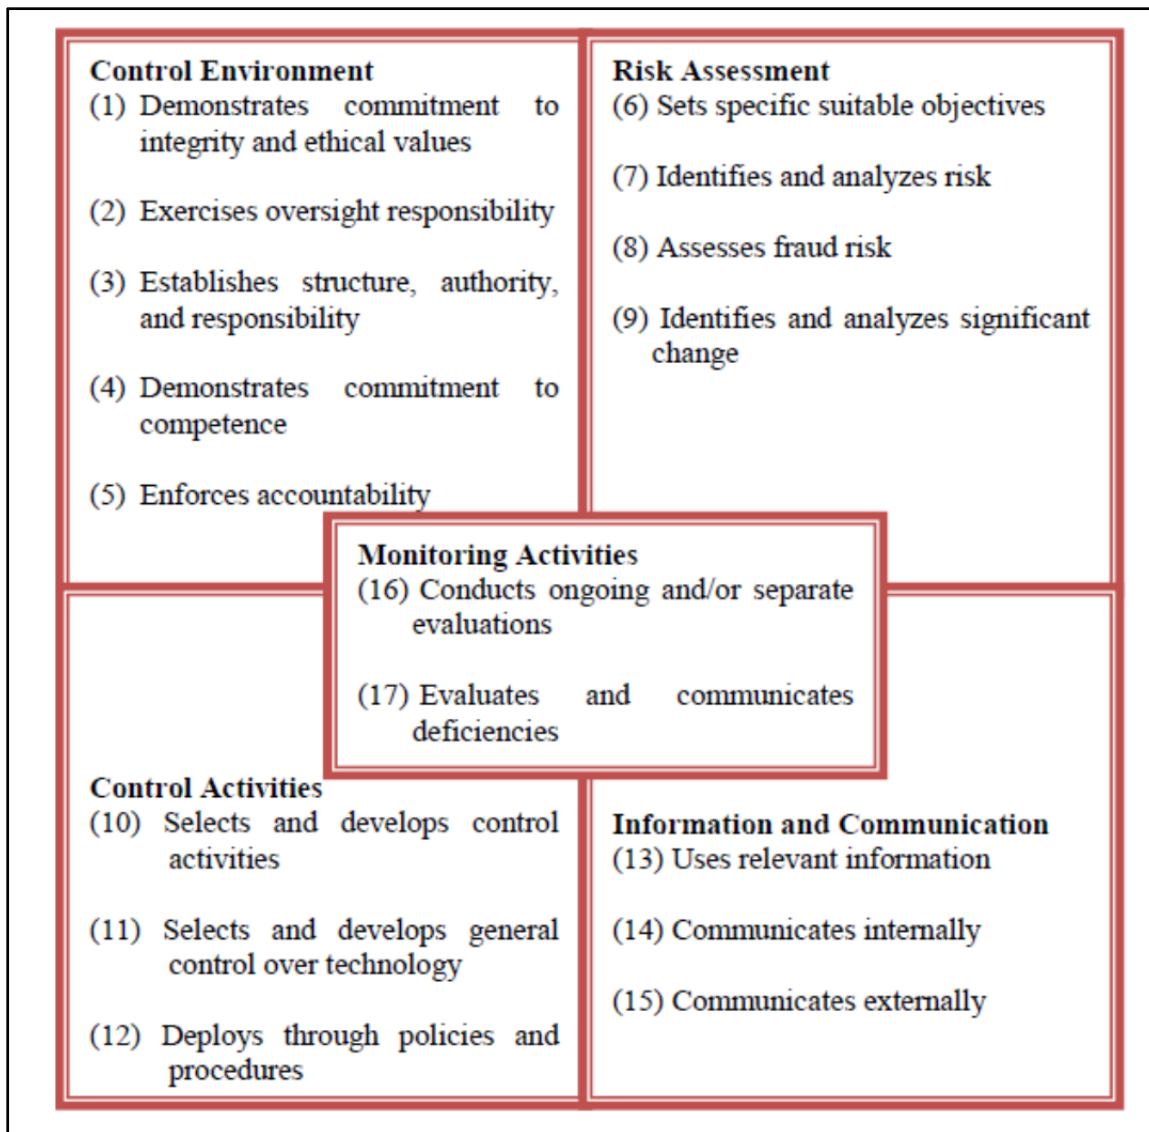 Control Environment
(1) Demonstrates commitment to
integrity and ethical values
(2) Exercises oversight responsibility
(3) Establishes structure, authority,
and responsibility
(4) Demonstrates commitment to
competence
(5) Enforces accountability
Risk Assessment
(6) Sets specific suitable objectives
(7) Identifies and analyzes risk
(8) Assesses fraud risk
(9) Identifies and analyzes significant
change
Monitoring Activities
(16) Conducts ongoing and/or separate
evaluations
(17) Evaluates and communicates
deficiencies
Control Activities
(10) Selects and develops control
activities
(11) Selects and develops general
control over technology
(12) Deploys through policies and
procedures
Information and Communication
(13) Uses relevant information
(14) Communicates internally
(15) Communicates externally